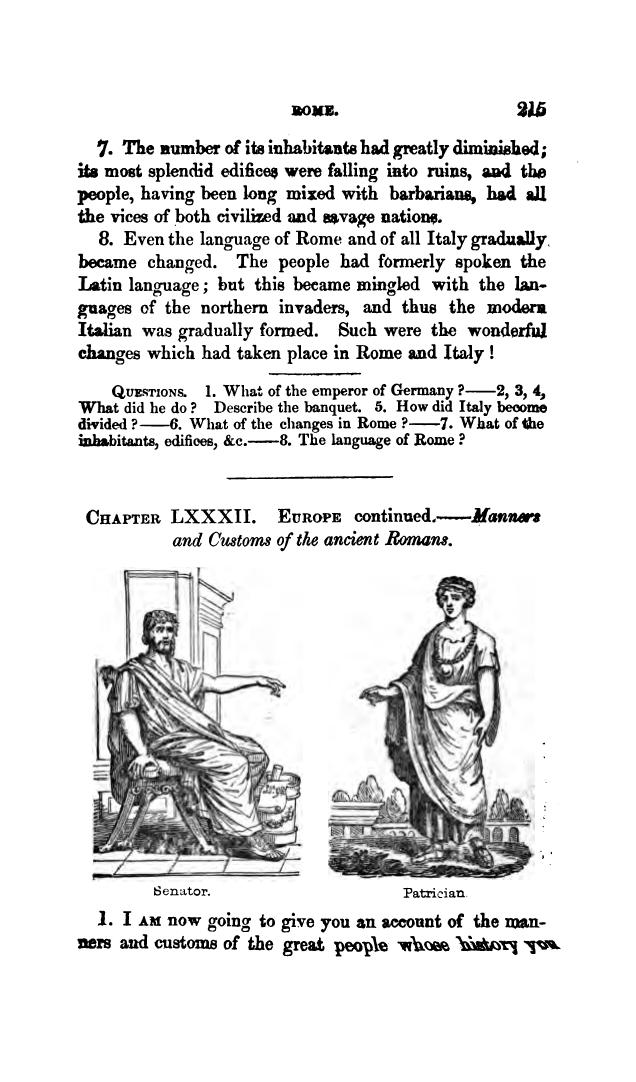 ROME. 215
7. The number of its inhabitants had greatly diminished;
its most splendid edifices were falling into ruins, and the
people, having been long mixed with barbarians, had all
the vices of both civilized and savage nations.
8. Even the language of Rome and of all Italy gradually
became changed. The people had formerly spoken the
Latin language; but this became mingled with the lan-
guages of the northern invaders, and thus the modern
Italian was gradually formed. Such were the wonderful
changes which had taken place in Rome and Italy!
QUESTIONS. 1. What of the emperor of Germany?——2, 3, 4,
What did he do? Describe the banquet. 5. How did Italy become
divided?——6. What of the changes in Rome?——7. What of the
inhabitants, edifices, &c.——8. The language of Rome?
CHAPTER LXXXII. EUROPE continued.——Manners
and Customs of the ancient Romans.
Senator. Patrician.
1. I AM now going to give you an account of the man-
ners and customs of the great people whose history you